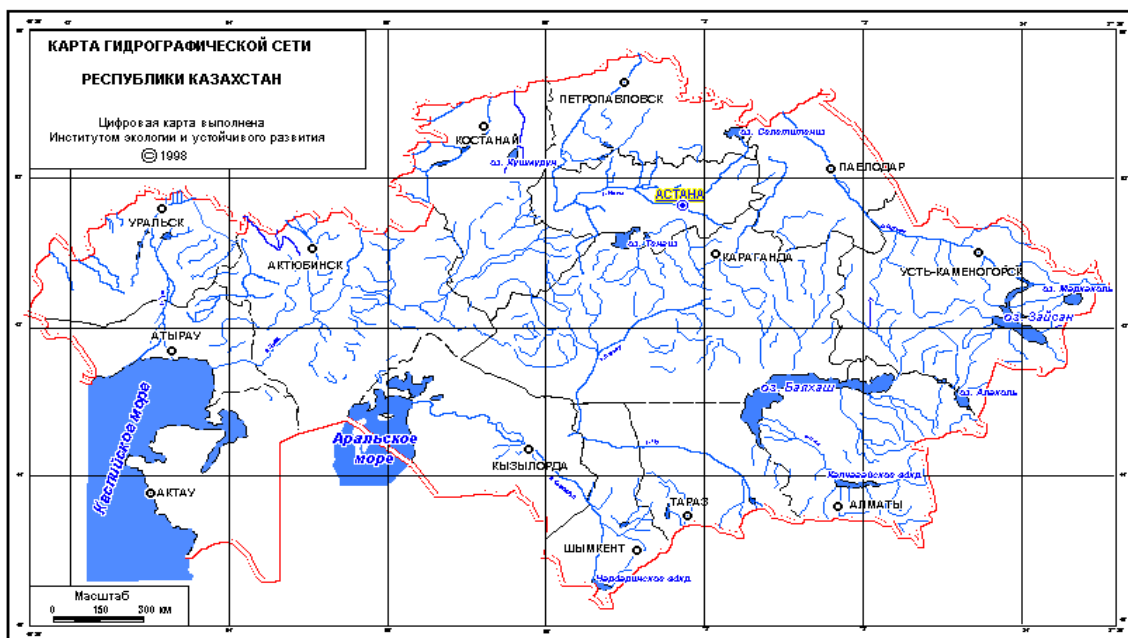 КАРТА ГИДРОГРАФИЧЕСКОЙ СЕТИ
РЕСПУБЛИКИ КАЗАХСТАН
Цифровая карта выполнена
Институтом экологии и устойчивого развития
© 1998
ПЕТРОПАВЛОВСК
КОСТАНАЙ
оз. Кушмурун
оз. Селетытениз
ПАВЛОДАР
АСТАНА
УРАЛЬСК
АКТЮБИНСК
оз. Тенгиз
КАРАГАНДА
УСТЬ-КАМЕНОГОРСК
оз. Маркаколь
оз. Зайсан
АТЫРАУ
оз. Балхаш
оз. Алаколь
Каспийское море
Аральское
море
КЫЗЫЛОРДА
Капчагайское вдхр
АКТАУ
ТАРАЗ
АЛМАТЫ
ШЫМКЕНТ
Чардаринское вдхр
Масштаб
0 150 300 км